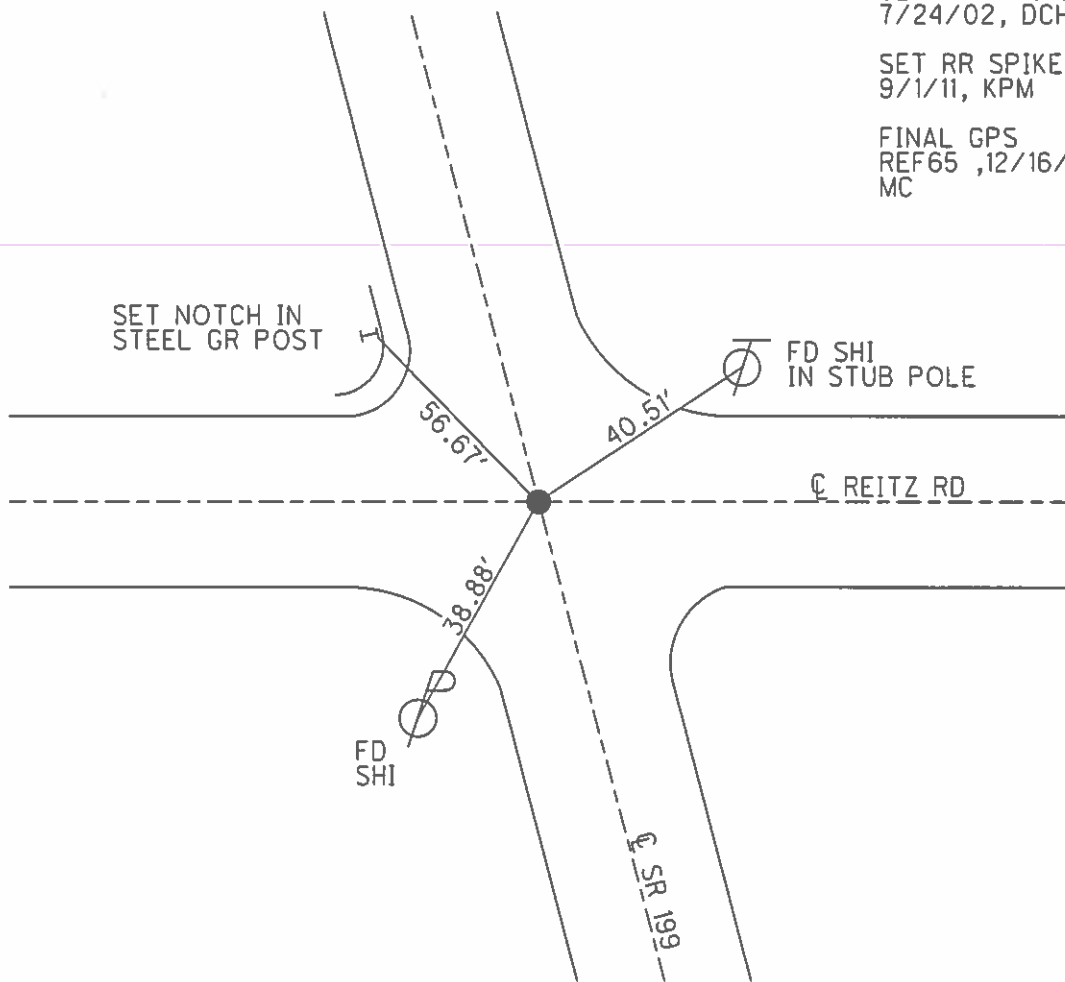 7/24/02, DCH
SET RR SPIKE
9/1/11, KPM
FINAL GPS
REF65 ,12/16/
MC
SET NOTCH IN
STEEL GR POST
FD SHI
IN STUB POLE
56.67'
40.51'
℄ REITZ RD
38.88'
FD
SHI
℄ SR 199